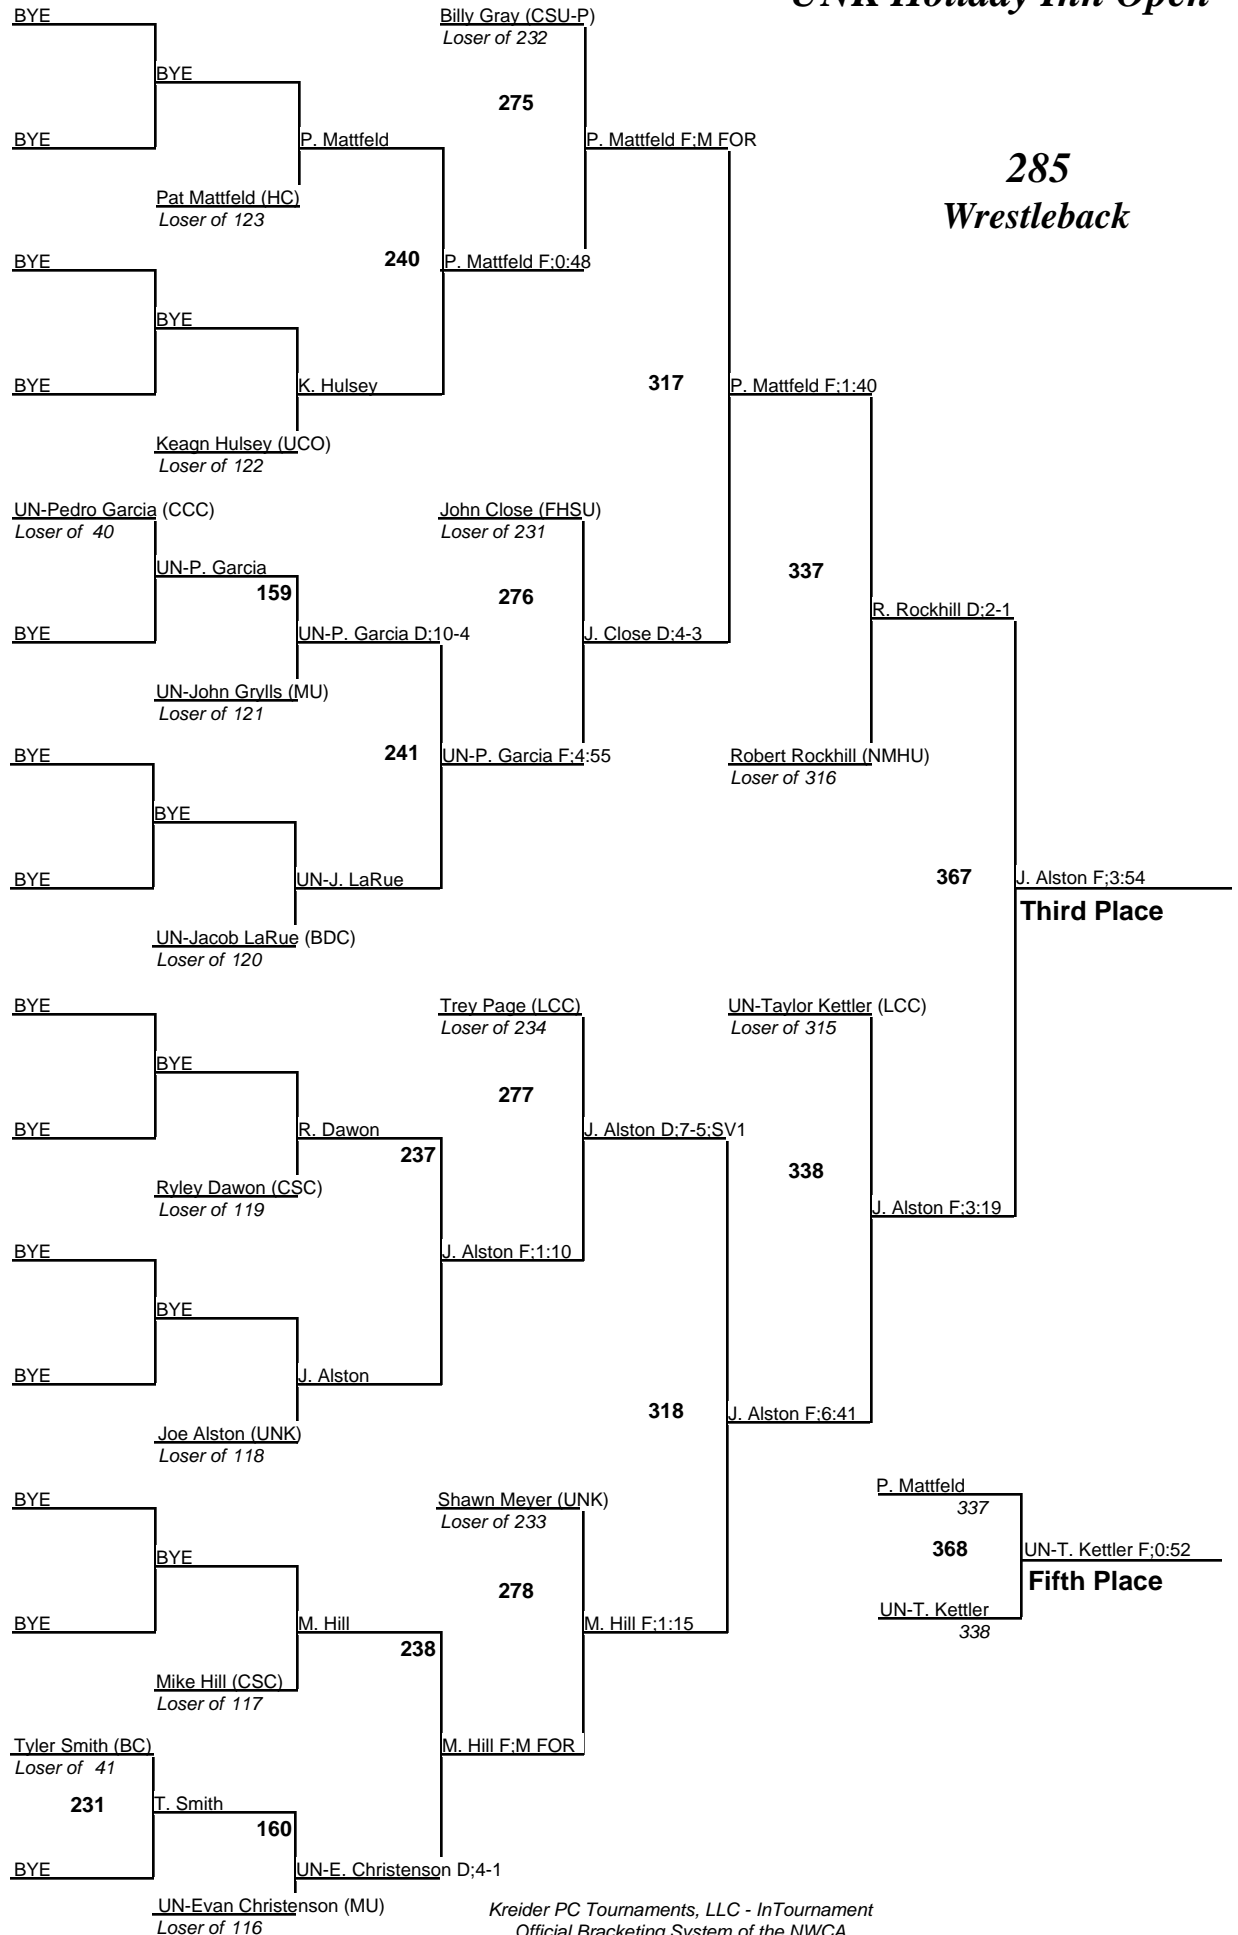 UNK Holiday Inn Open
285
Wrestleback
BYE
BYE
BYE
P. Mattfeld
Pat Mattfeld (HC)
Loser of 123
BYE
BYE
BYE
K. Hulsey
Keagn Hulsey (UCO)
Loser of 122
240
P. Mattfeld F;0:48
Billy Gray (CSU-P)
Loser of 232
275
P. Mattfeld F;M FOR
UN-Pedro Garcia (CCC)
Loser of 40
UN-P. Garcia
BYE
159
UN-P. Garcia D;10-4
UN-John Grylls (MU)
Loser of 121
BYE
BYE
BYE
UN-J. LaRue
UN-Jacob LaRue (BDC)
Loser of 120
241
UN-P. Garcia F;4:55
John Close (FHSU)
Loser of 231
276
J. Close D;4-3
317
P. Mattfeld F;1:40
337
R. Rockhill D;2-1
Robert Rockhill (NMHU)
Loser of 316
367
J. Alston F;3:54
Third Place
BYE
BYE
BYE
R. Dawon
Ryley Dawon (CSC)
Loser of 119
237
J. Alston F;1:10
BYE
BYE
BYE
J. Alston
Joe Alston (UNK)
Loser of 118
Trey Page (LCC)
Loser of 234
277
J. Alston D;7-5;SV1
UN-Taylor Kettler (LCC)
Loser of 315
338
J. Alston F;3:19
318
J. Alston F;6:41
BYE
BYE
BYE
M. Hill
Mike Hill (CSC)
Loser of 117
238
M. Hill F;M FOR
Shawn Meyer (UNK)
Loser of 233
278
M. Hill F;1:15
Tyler Smith (BC)
Loser of 41
231
T. Smith
BYE
160
UN-E. Christenson D;4-1
UN-Evan Christenson (MU)
Loser of 116
P. Mattfeld
337
368
UN-T. Kettler F;0:52
Fifth Place
UN-T. Kettler
338
Kreider PC Tournaments, LLC - InTournament
Official Bracketing System of the NWCA